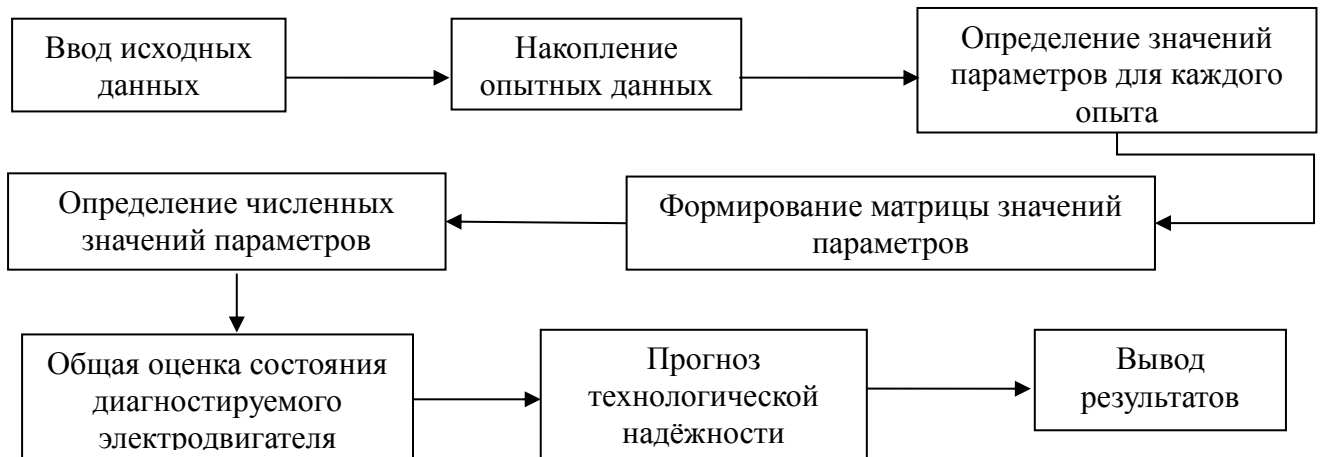 Ввод исходных
данных
Накопление
опытных данных
Определение значений
параметров для каждого
опыта
Формирование матрицы значений
параметров
Определение численных
значений параметров
Общая оценка состояния
диагностируемого
электродвигателя
Прогноз
технологической
надёжности
Вывод
результатов